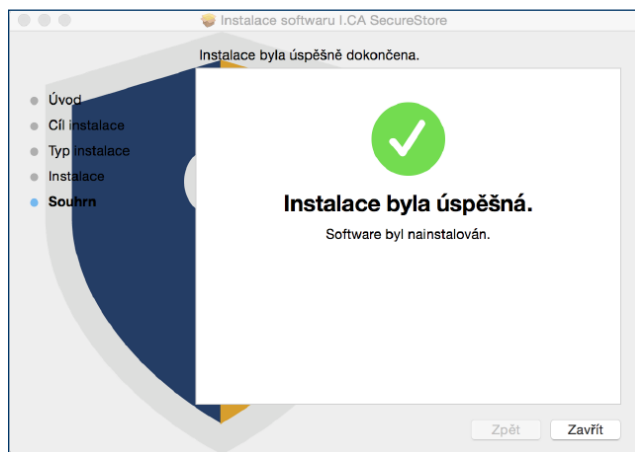 Instalace softwaru I.CA SecureStore
Instalace byla úspěšně dokončena.
Úvod
Cíl instalace
Typ instalace
Instalace
Souhrn
Instalace byla úspěšná.
Software byl nainstalován.
Zpět
Zavřít